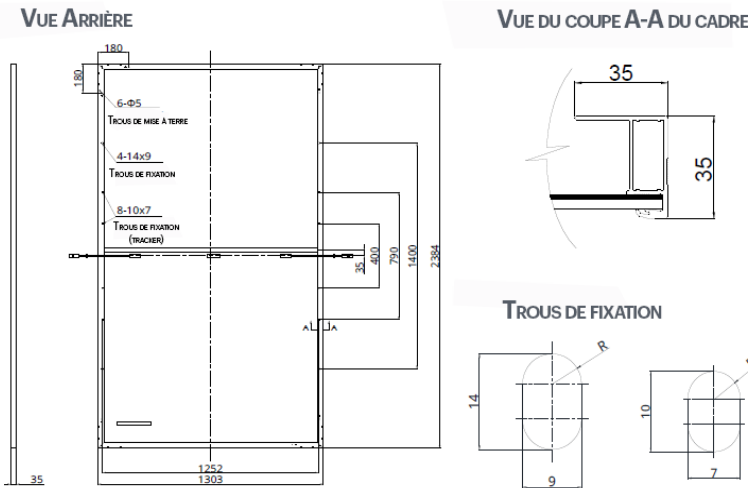 VUE ARRIÈRE
VUE DU COUPE A-A DU CADRE
180
180
6-Φ5
TROUS DE MISE À TERRE
4-14x9
TROUS DE FIXATION
8-10x7
TROUS DE FIXATION
(TRACKER)
35
400
790
1400
2384
A
A
1252
1303
35
35
35
TROUS DE FIXATION
R
14
9
10
7